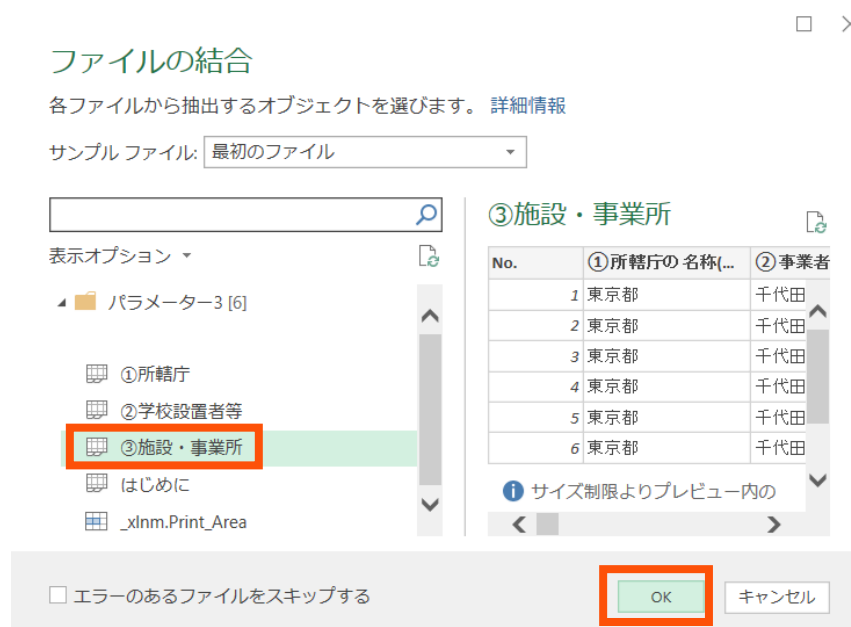 ファイルの結合
各ファイルから抽出するオブジェクトを選びます。 詳細情報
サンプル ファイル: 最初のファイル
表示オプション
パラメーター3 [6]
①所轄庁
②学校設置者等
③施設・事業所
はじめに
_xlnm.Print_Area
③施設・事業所
No. ①所轄庁の 名称(... ②事業者
1 東京都 千代田
2 東京都 千代田
3 東京都 千代田
4 東京都 千代田
5 東京都 千代田
6 東京都 千代田
サイズ制限よりプレビュー内の
エラーのあるファイルをスキップする
OK キャンセル